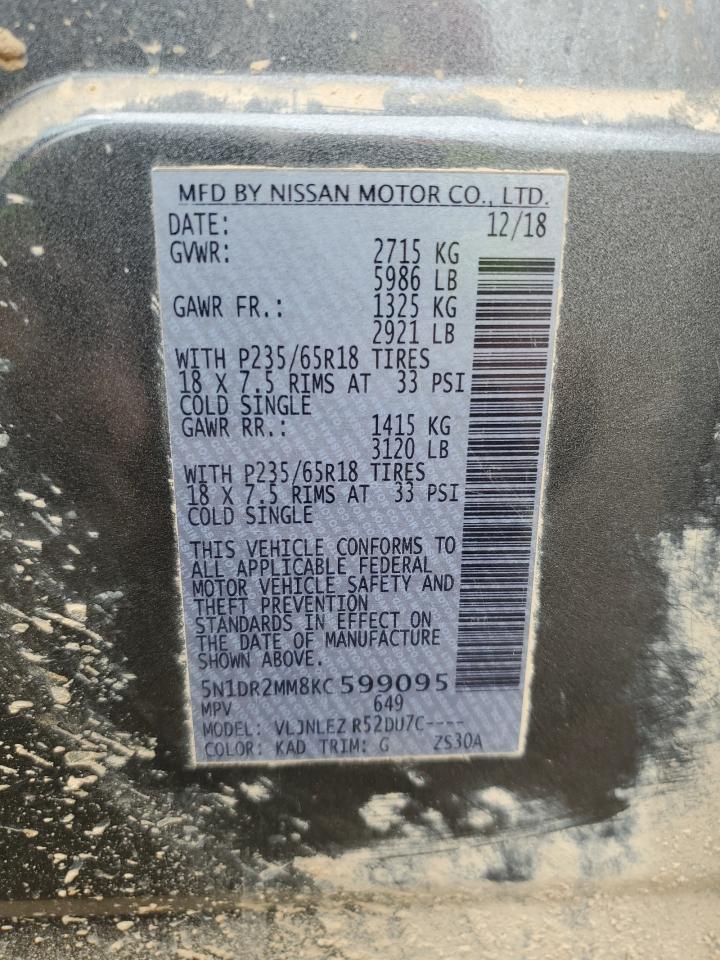 MFD BY NISSAN MOTOR CO., LTD.
DATE: 12/18
GVWR: 2715 KG
5986 LB
GAWR FR.: 1325 KG
2921 LB
WITH P235/65R18 TIRES
18 X 7.5 RIMS AT 33 PSI
COLD SINGLE
GAWR RR.: 1415 KG
3120 LB
WITH P235/65R18 TIRES
18 X 7.5 RIMS AT 33 PSI
COLD SINGLE
THIS VEHICLE CONFORMS TO
ALL APPLICABLE FEDERAL
MOTOR VEHICLE SAFETY AND
THEFT PREVENTION
STANDARDS IN EFFECT ON
THE DATE OF MANUFACTURE
SHOWN ABOVE.
5N1DR2MM8KC599095
MPV 649
MODEL: VLJNLEZ R52DU7C----
COLOR: KAD TRIM: G ZS30A